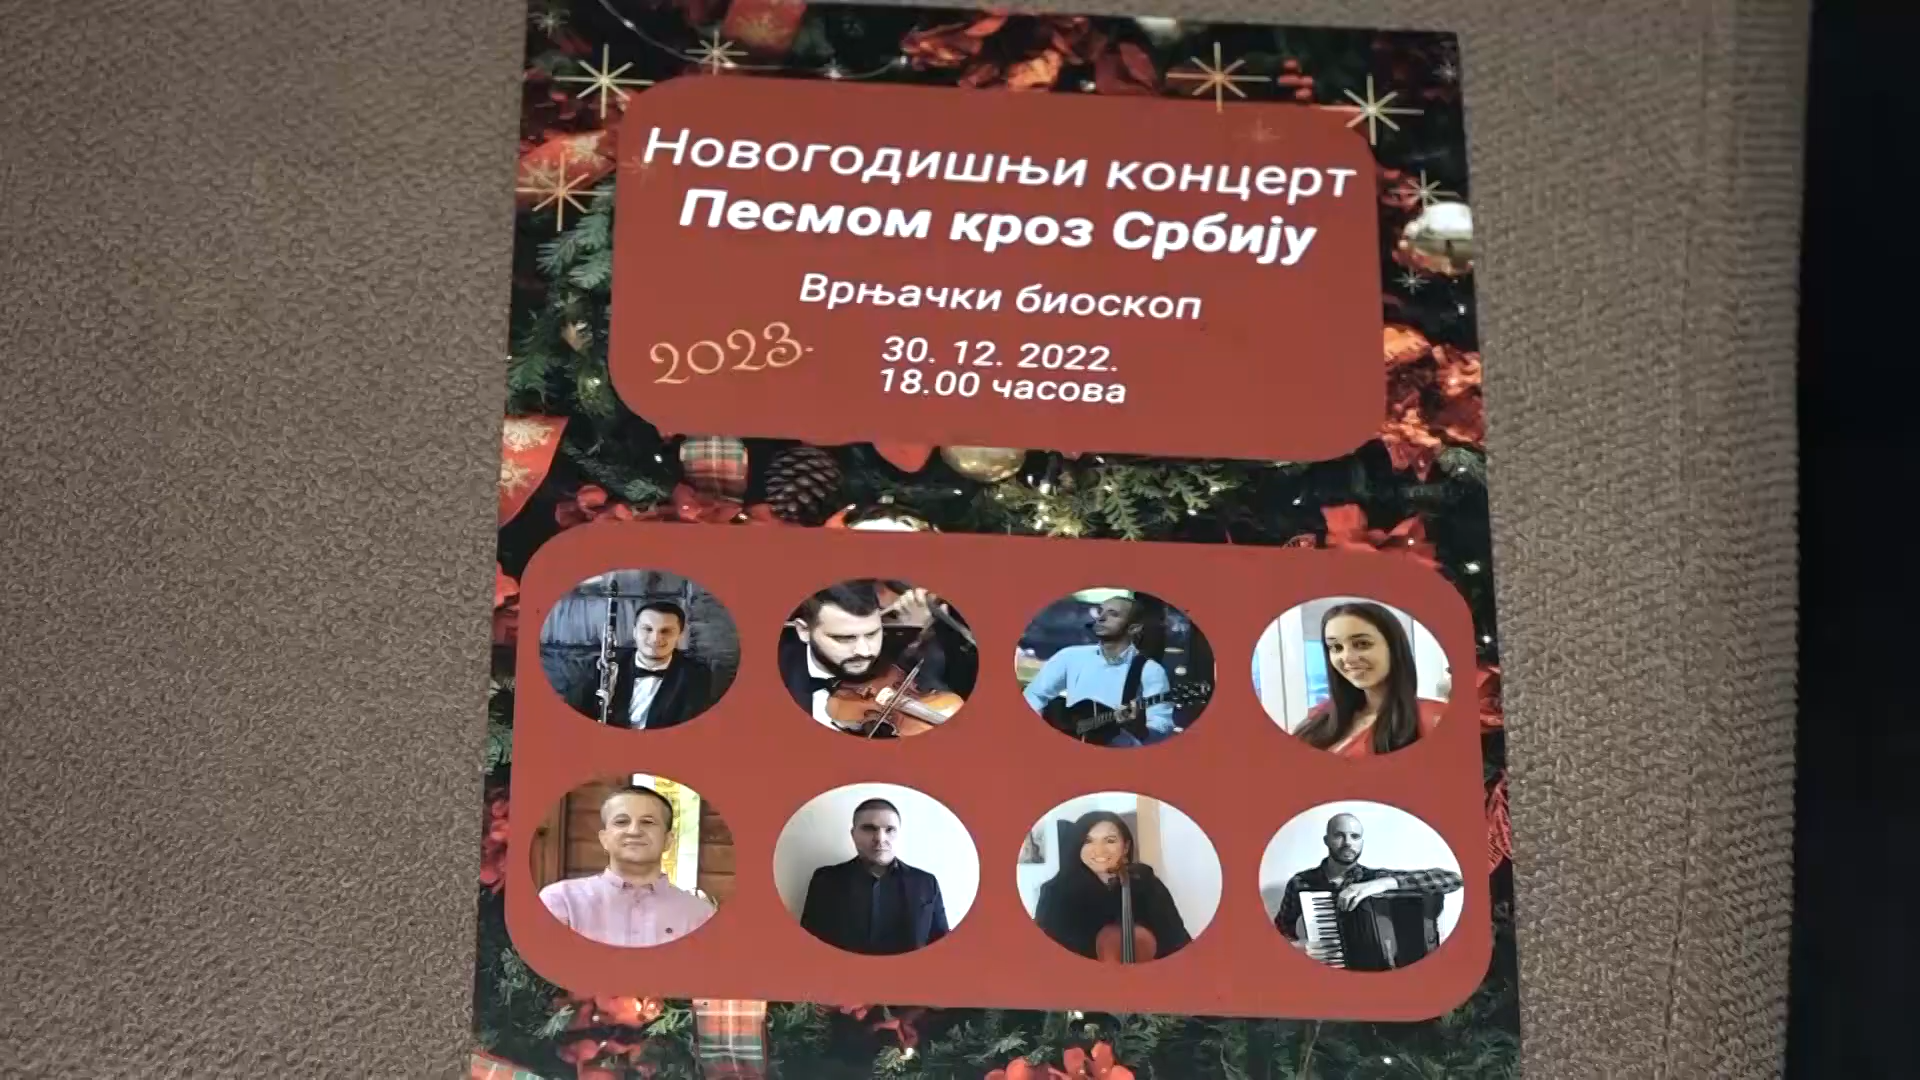 Новогодишњи концерт
Песмом кроз Србију
Врњачки биоскоп
2023.
30. 12. 2022.
18.00 часова